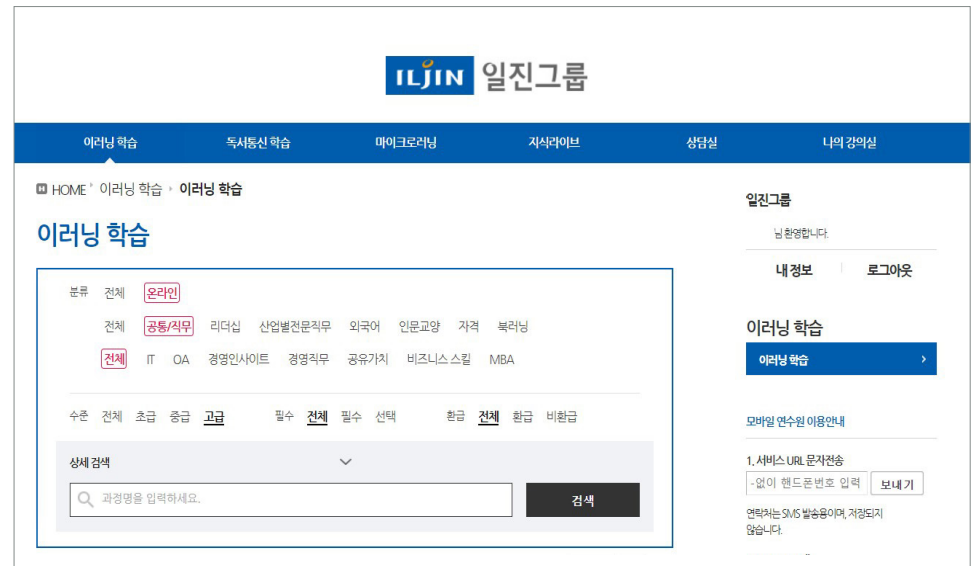 ILJIN 일진그룹
이러닝 학습 독서통신 학습 마이크로러닝 지식라이브 상담실 나의 강의실
HOME 이러닝 학습 이러닝 학습
이러닝 학습
분류 전체 온라인
전체 공통/직무 리더십 산업별전문직무 외국어 인문교양 자격 북러닝
전체 IT OA 경영인사이트 경영직무 공유가치 비즈니스 스킬 MBA
수준 전체 초급 중급 고급 필수 전체 필수 선택 환급 전체 환급 비환급
상세 검색
과정명을 입력하세요.
검색
일진그룹
님 환영합니다.
내 정보 로그아웃
이러닝 학습
이러닝 학습
모바일 연수원 이용안내
1. 서비스 URL 문자전송
-없이 핸드폰번호 입력 보내기
연락처는 SMS 발송용이며, 저장되지
않습니다.